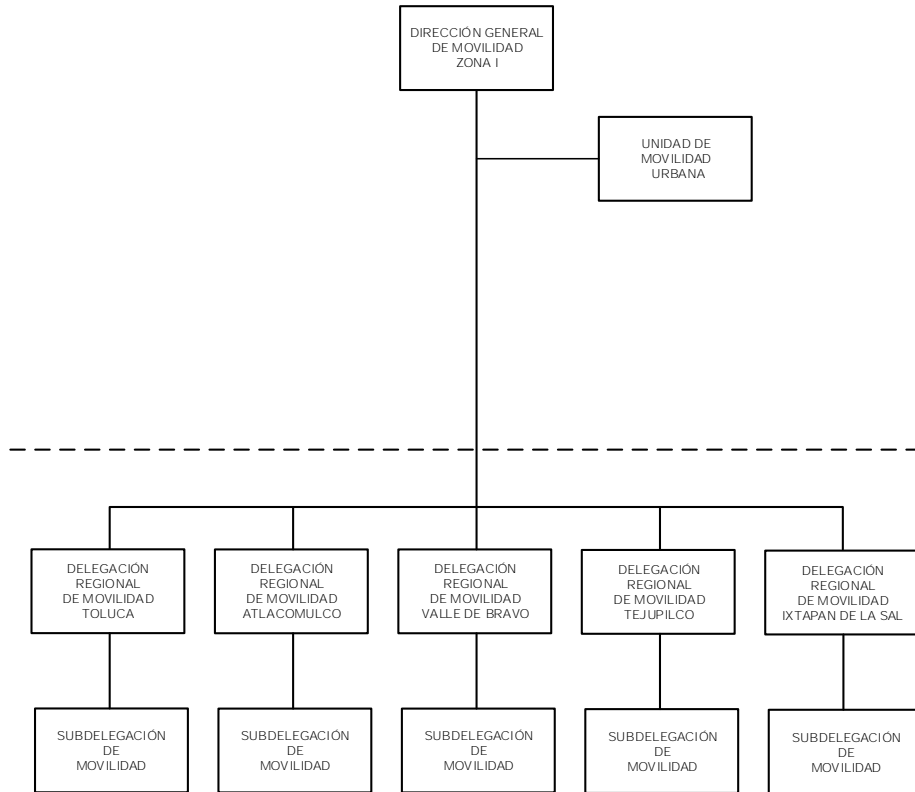 DIRECCIÓN GENERAL
DE MOVILIDAD
ZONA I
UNIDAD DE
MOVILIDAD
URBANA
DELEGACIÓN
REGIONAL
DE MOVILIDAD
TOLUCA
DELEGACIÓN
REGIONAL
DE MOVILIDAD
ATLACOMULCO
DELEGACIÓN
REGIONAL
DE MOVILIDAD
VALLE DE BRAVO
DELEGACIÓN
REGIONAL
DE MOVILIDAD
TEJUPILCO
DELEGACIÓN
REGIONAL
DE MOVILIDAD
IXTAPAN DE LA SAL
SUBDELEGACIÓN
DE
MOVILIDAD
SUBDELEGACIÓN
DE
MOVILIDAD
SUBDELEGACIÓN
DE
MOVILIDAD
SUBDELEGACIÓN
DE
MOVILIDAD
SUBDELEGACIÓN
DE
MOVILIDAD